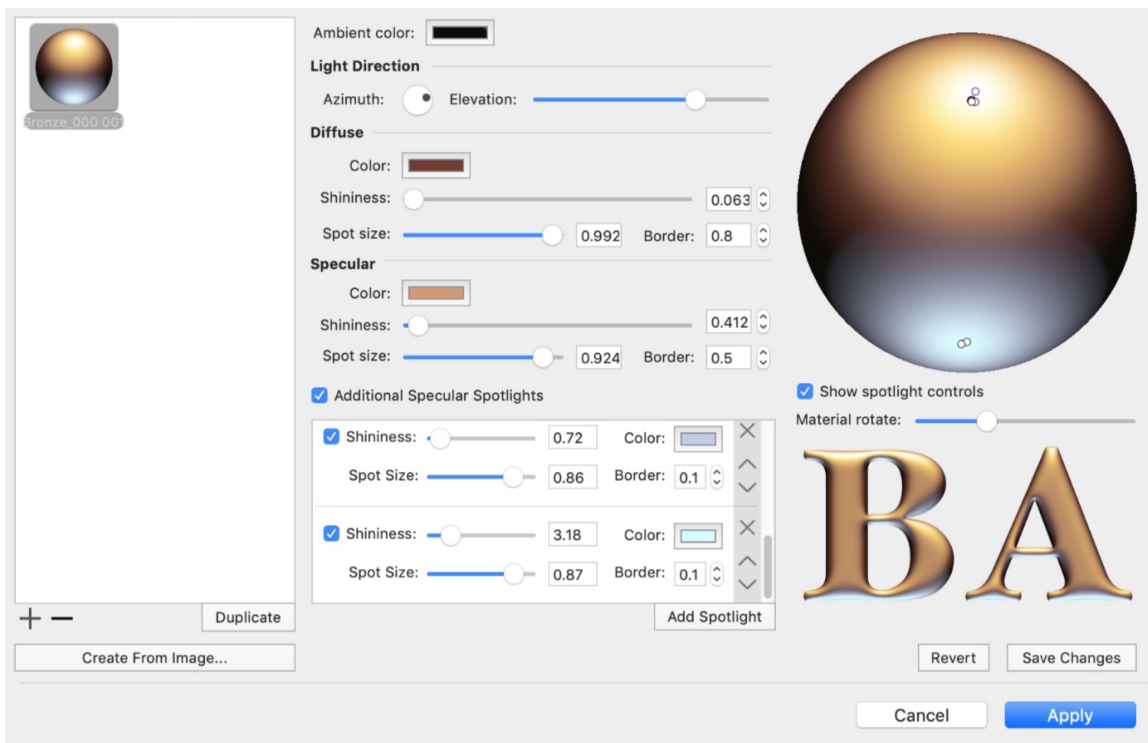 Bronze_000 001
+ −
Duplicate
Create From Image...
Ambient color:
Light Direction
Azimuth: Elevation:
Diffuse
Color:
Shininess: 0.063
Spot size: 0.992 Border: 0.8
Specular
Color:
Shininess: 0.412
Spot size: 0.924 Border: 0.5
Additional Specular Spotlights
Shininess: 0.72 Color:
Spot Size: 0.86 Border: 0.1
Shininess: 3.18 Color:
Spot Size: 0.87 Border: 0.1
Add Spotlight
Show spotlight controls
Material rotate:
BA
Revert Save Changes
Cancel Apply